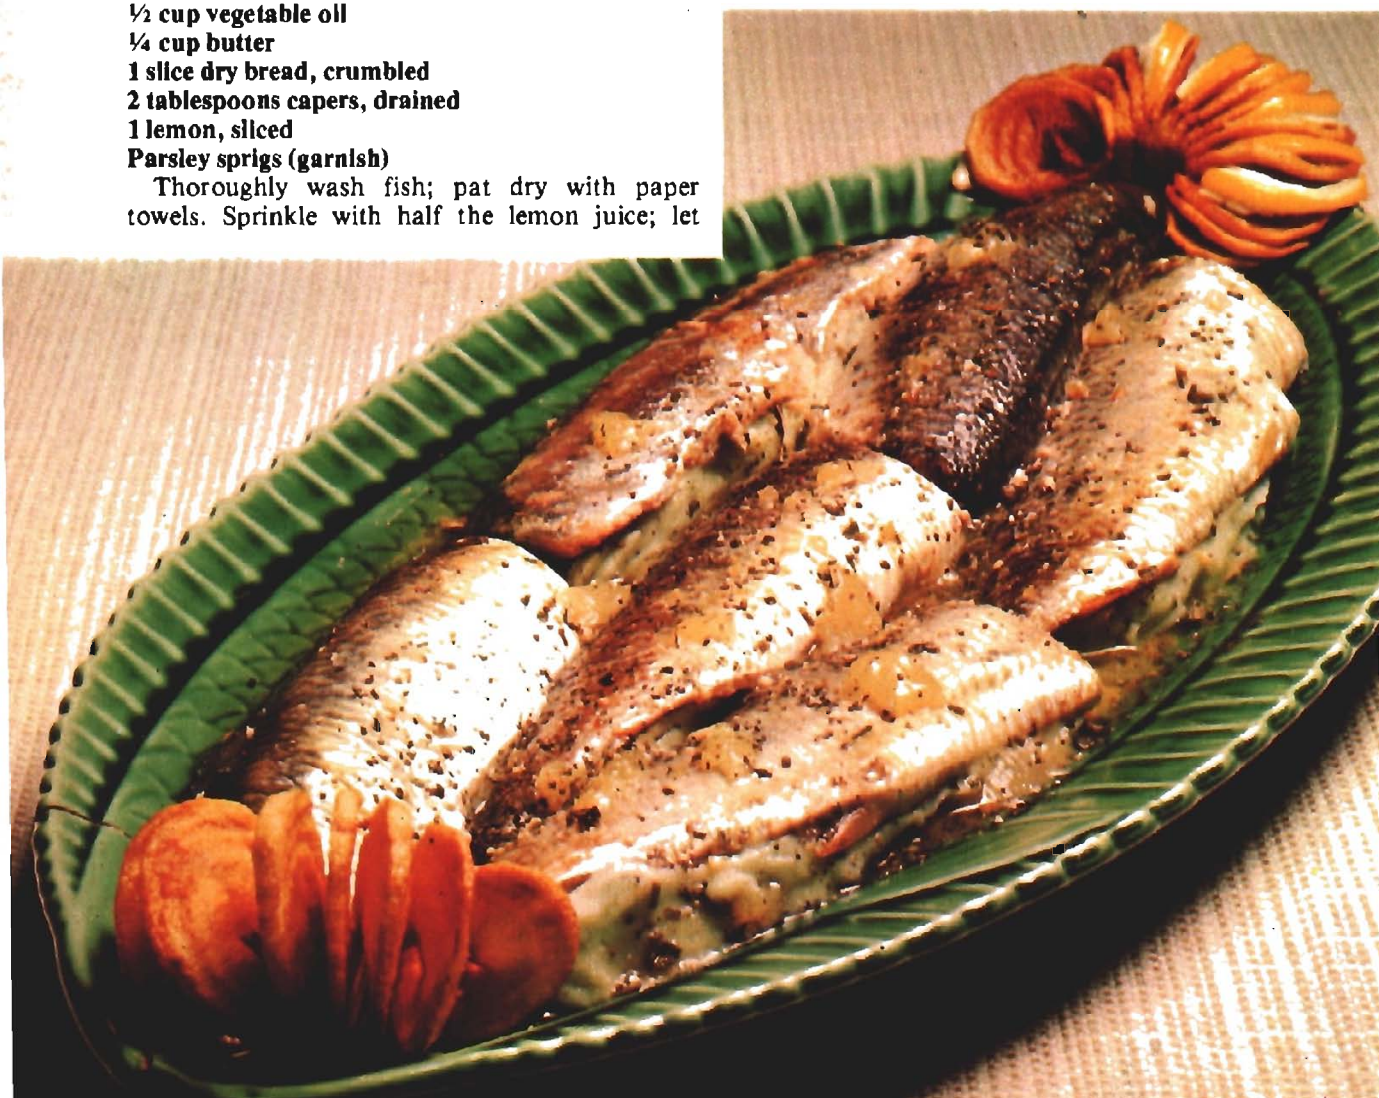 ½ cup vegetable oil
¼ cup butter
1 slice dry bread, crumbled
2 tablespoons capers, drained
1 lemon, sliced
Parsley sprigs (garnish)
Thoroughly wash fish; pat dry with paper
towels. Sprinkle with half the lemon juice; let